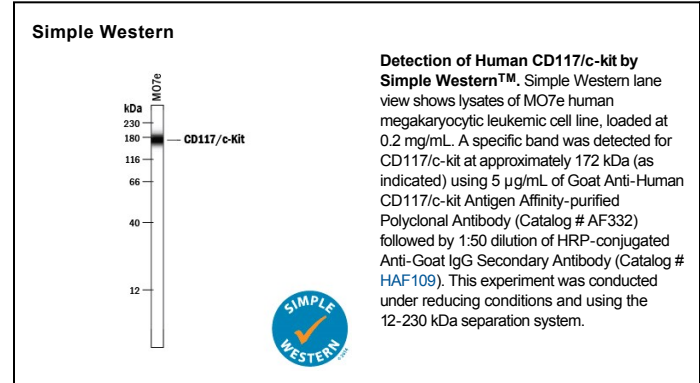 Simple Western
MO7e
kDa
230
180
116
66
40
12
CD117/c-Kit
SIMPLE
WESTERN
Detection of Human CD117/c-kit by
Simple Western™. Simple Western lane
view shows lysates of MO7e human
megakaryocytic leukemic cell line, loaded at
0.2 mg/mL. A specific band was detected for
CD117/c-kit at approximately 172 kDa (as
indicated) using 5 µg/mL of Goat Anti-Human
CD117/c-kit Antigen Affinity-purified
Polyclonal Antibody (Catalog # AF332)
followed by 1:50 dilution of HRP-conjugated
Anti-Goat IgG Secondary Antibody (Catalog #
HAF109). This experiment was conducted
under reducing conditions and using the
12-230 kDa separation system.